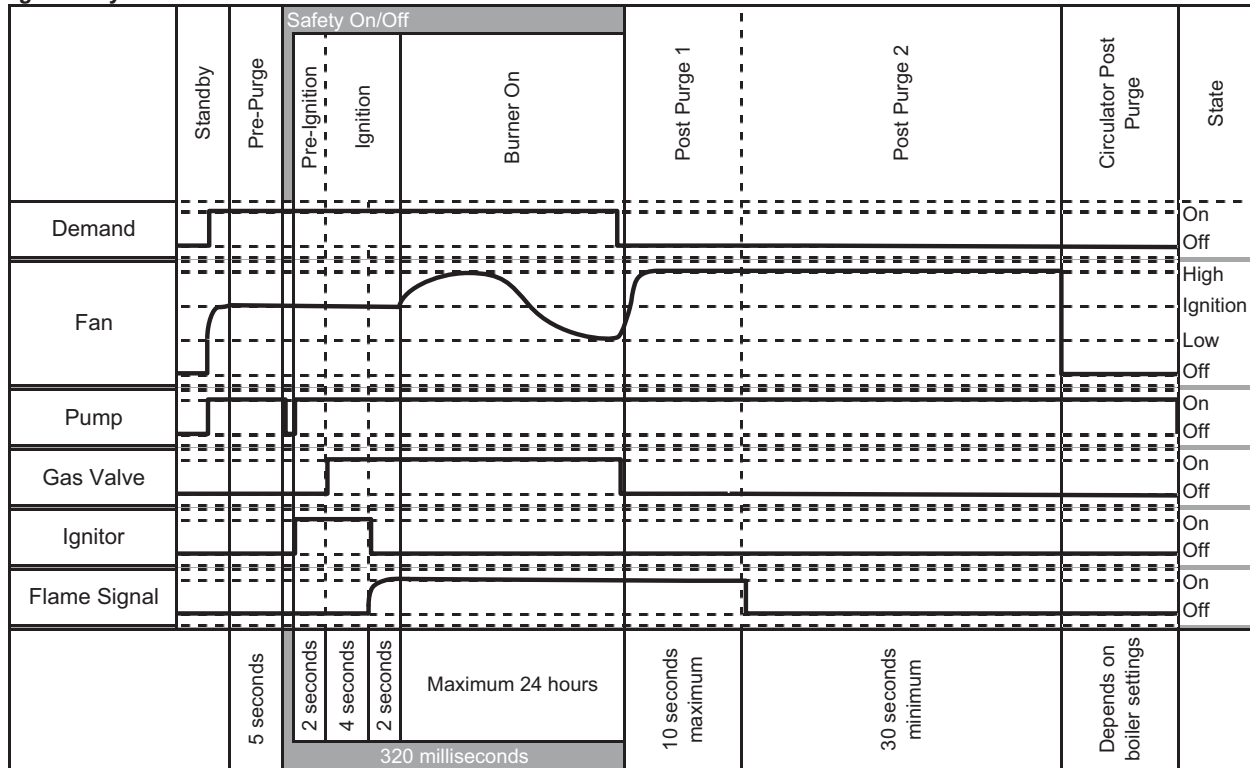 Safety On/Off
Standby
Pre-Purge
Pre-Ignition
Ignition
Burner On
Post Purge 1
Post Purge 2
Circulator Post
Purge
State
Demand
On
Off
Fan
High
Ignition
Low
Off
Pump
On
Off
Gas Valve
On
Off
Ignitor
On
Off
Flame Signal
On
Off
5 seconds
2 seconds
4 seconds
2 seconds
Maximum 24 hours
10 seconds
maximum
30 seconds
minimum
Depends on
boiler settings
320 milliseconds